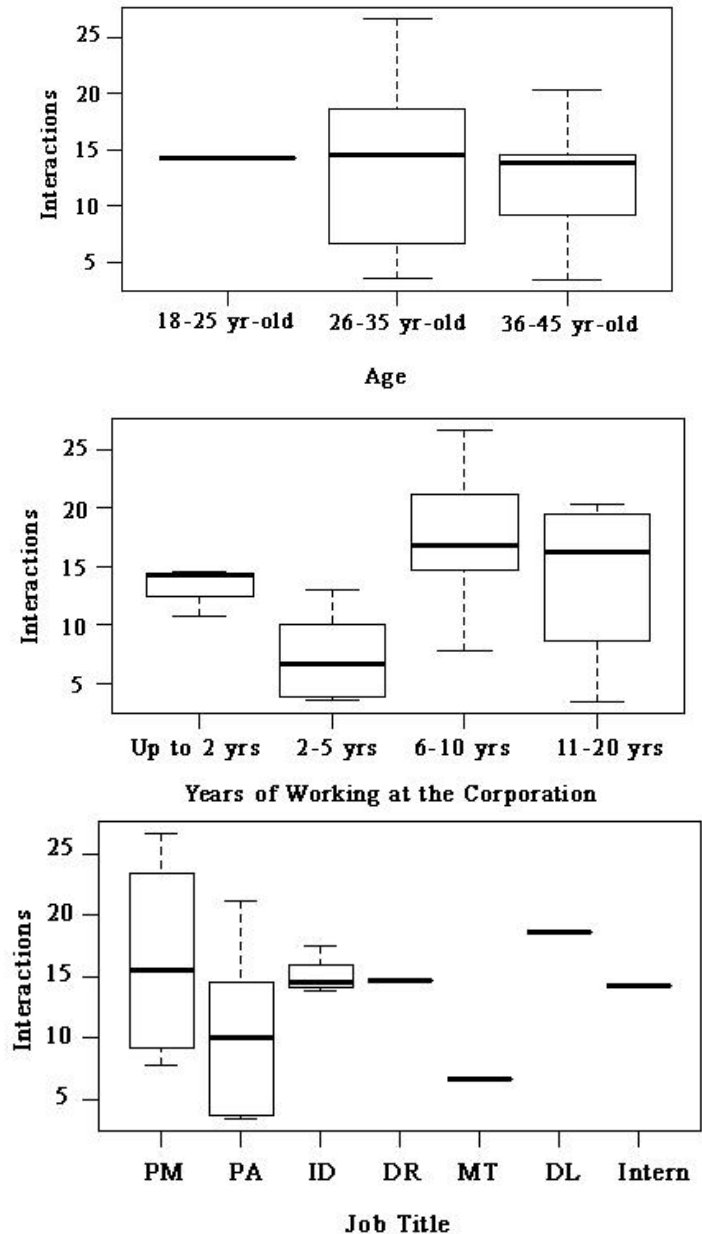 25
20
15
10
5
Interactions
18-25 yr-old 26-35 yr-old 36-45 yr-old
Age
25
20
15
10
5
Interactions
Up to 2 yrs 2-5 yrs 6-10 yrs 11-20 yrs
Years of Working at the Corporation
25
20
15
10
5
Interactions
PM PA ID DR MT DL Intern
Job Title